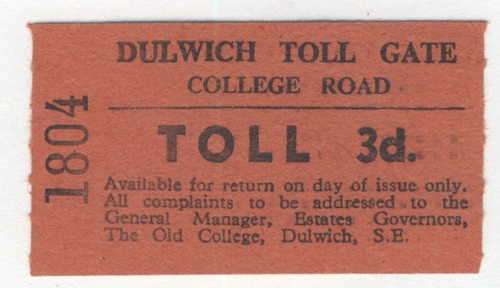 DULWICH TOLL GATE
COLLEGE ROAD
TOLL 3d.
Available for return on day of issue only.
All complaints to be addressed to the
General Manager, Estates Governors,
The Old College, Dulwich, S.E.
1804